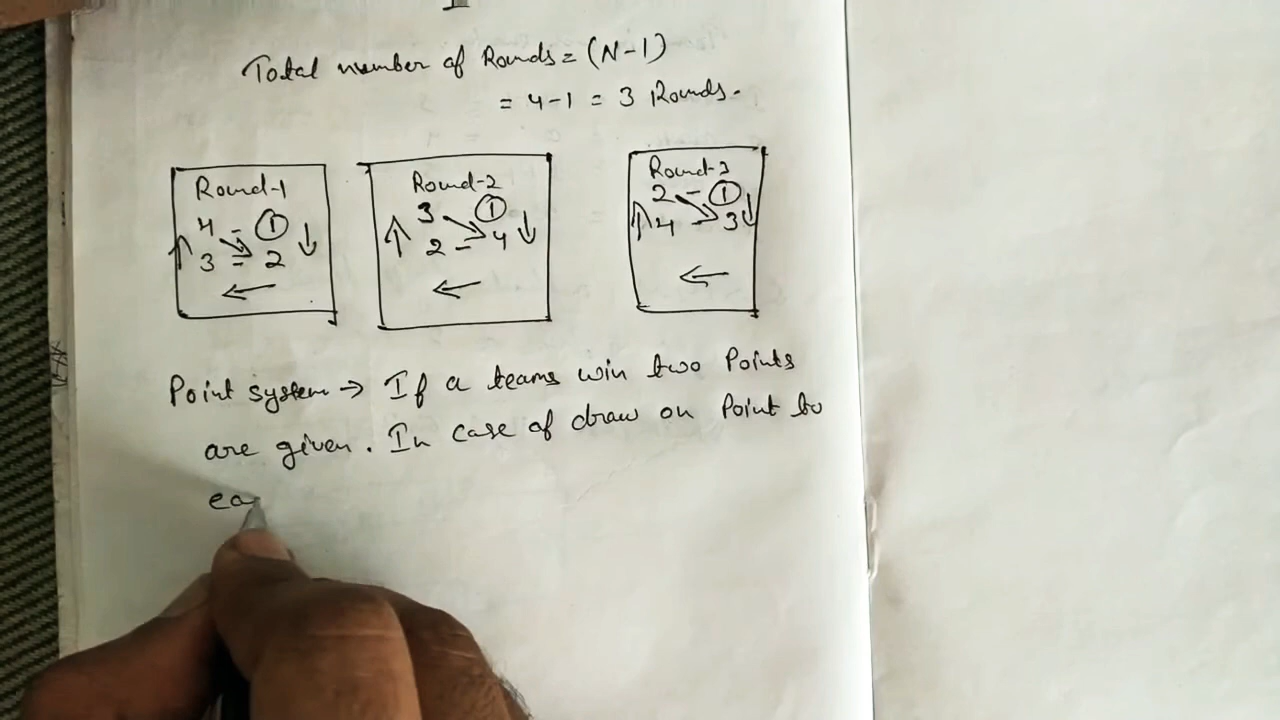 Total number of Rounds = (N-1)
= 4-1 = 3 Rounds.
Round-1
4 - 1
3 = 2
Round-2
3 1
2 - 4
Round-3
2 - 1
4 - 3
Point system → If a teams win two Points
are given. In case of draw on Point to
ea